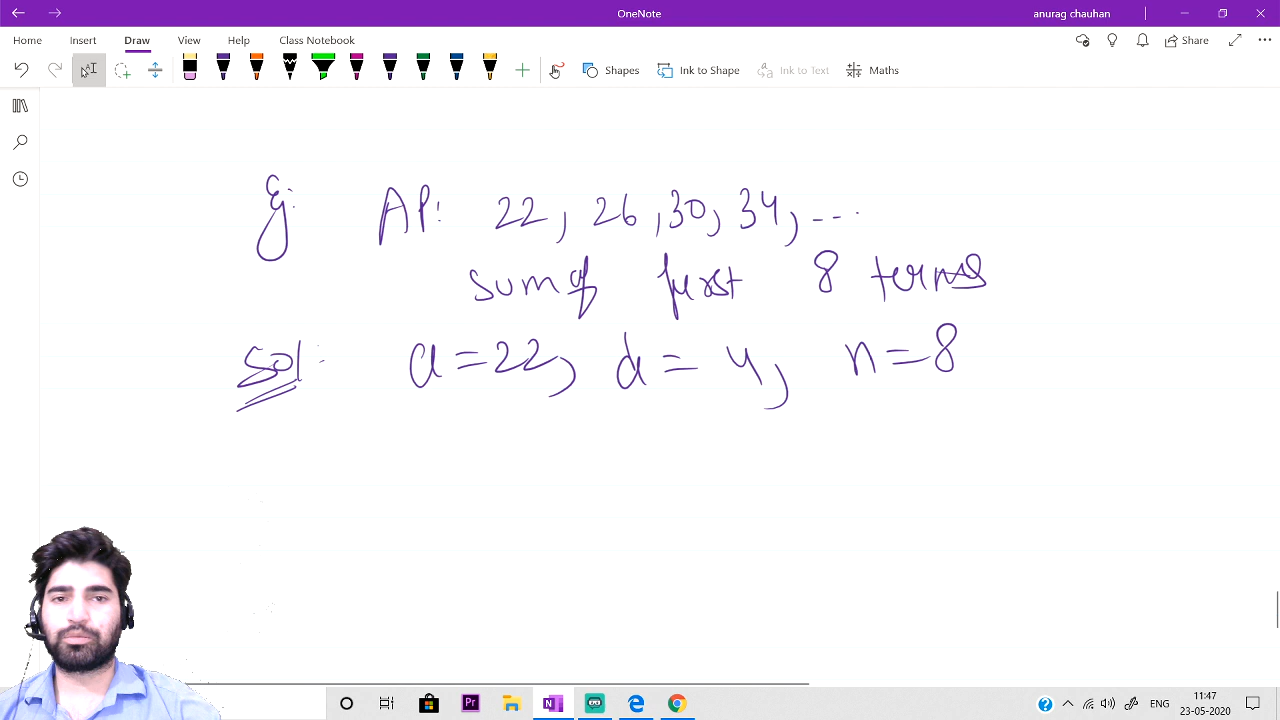 OneNote
anurag chauhan
Home Insert Draw View Help Class Notebook
Share
Shapes Ink to Shape Ink to Text Maths
Eg: AP: 22, 26, 30, 34, ...
sum of first 8 terms
Sol: a=22, d=4, n=8
Pr
ENG 11:47
23-05-2020